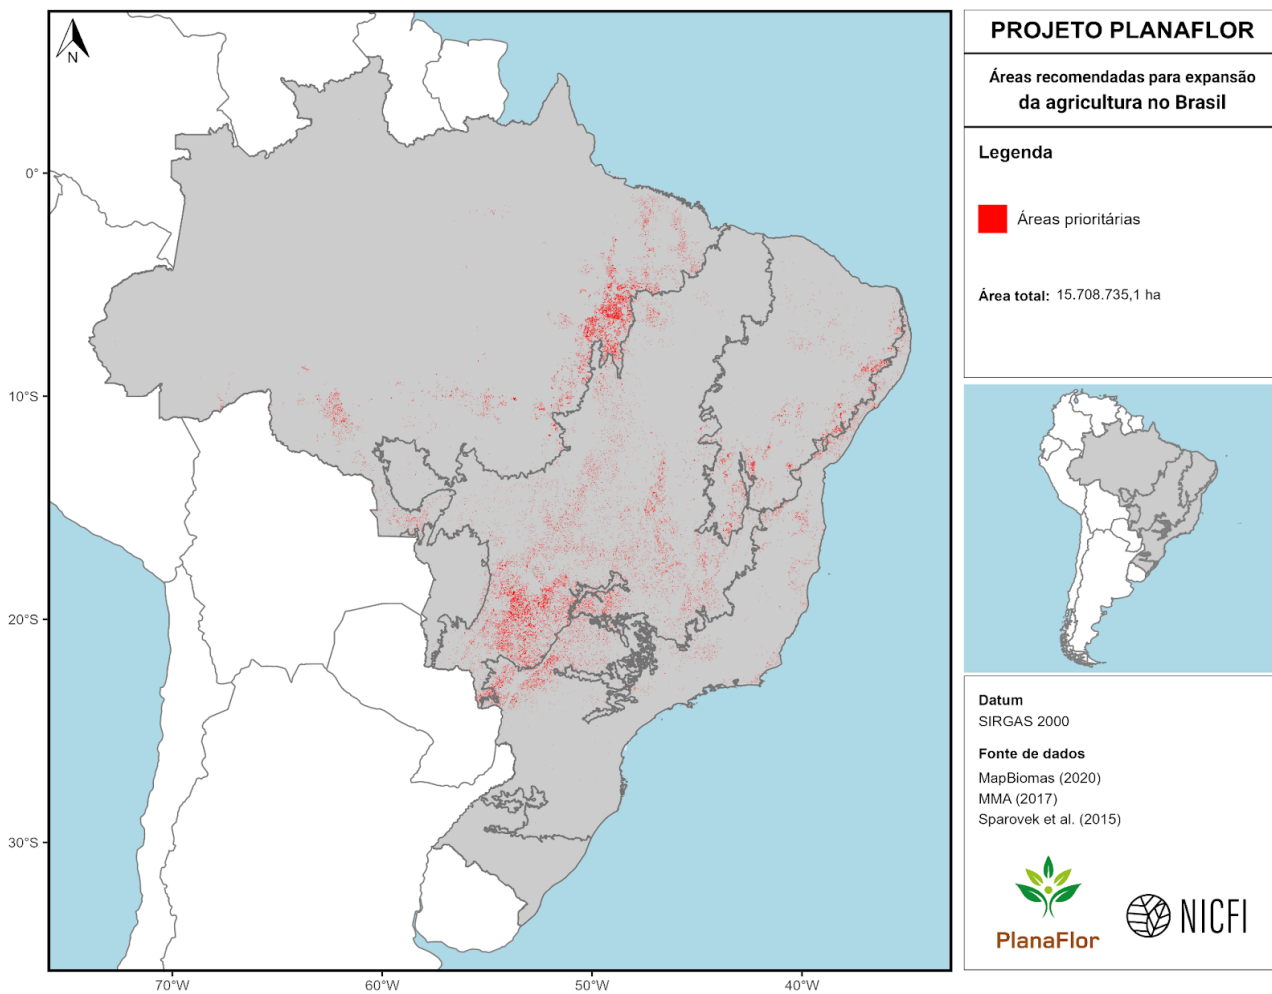 N
0°
10°S
20°S
30°S
70°W
60°W
50°W
40°W
PROJETO PLANAFLOR
Áreas recomendadas para expansão
da agricultura no Brasil
Legenda
Áreas prioritárias
Área total: 15.708.735,1 ha
Datum
SIRGAS 2000
Fonte de dados
MapBiomas (2020)
MMA (2017)
Sparovek et al. (2015)
PlanaFlor
NICFI